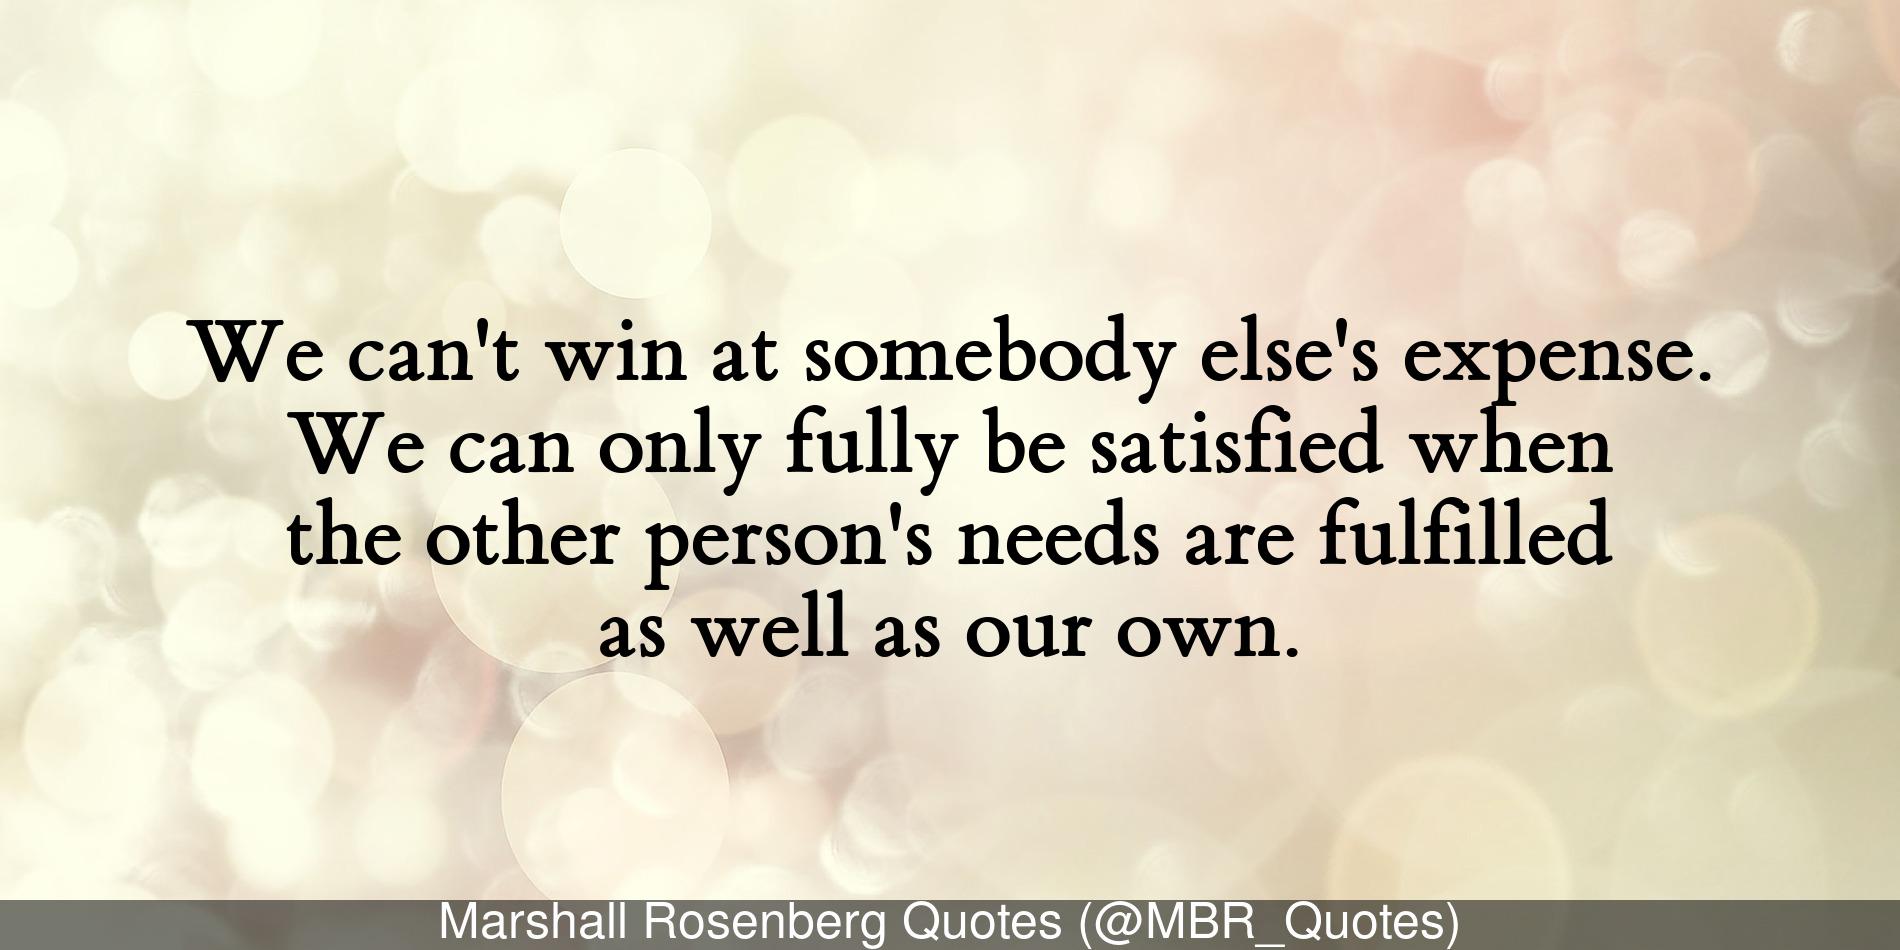 We can't win at somebody else's expense.
We can only fully be satisfied when
the other person's needs are fulfilled
as well as our own.
Marshall Rosenberg Quotes (@MBR_Quotes)